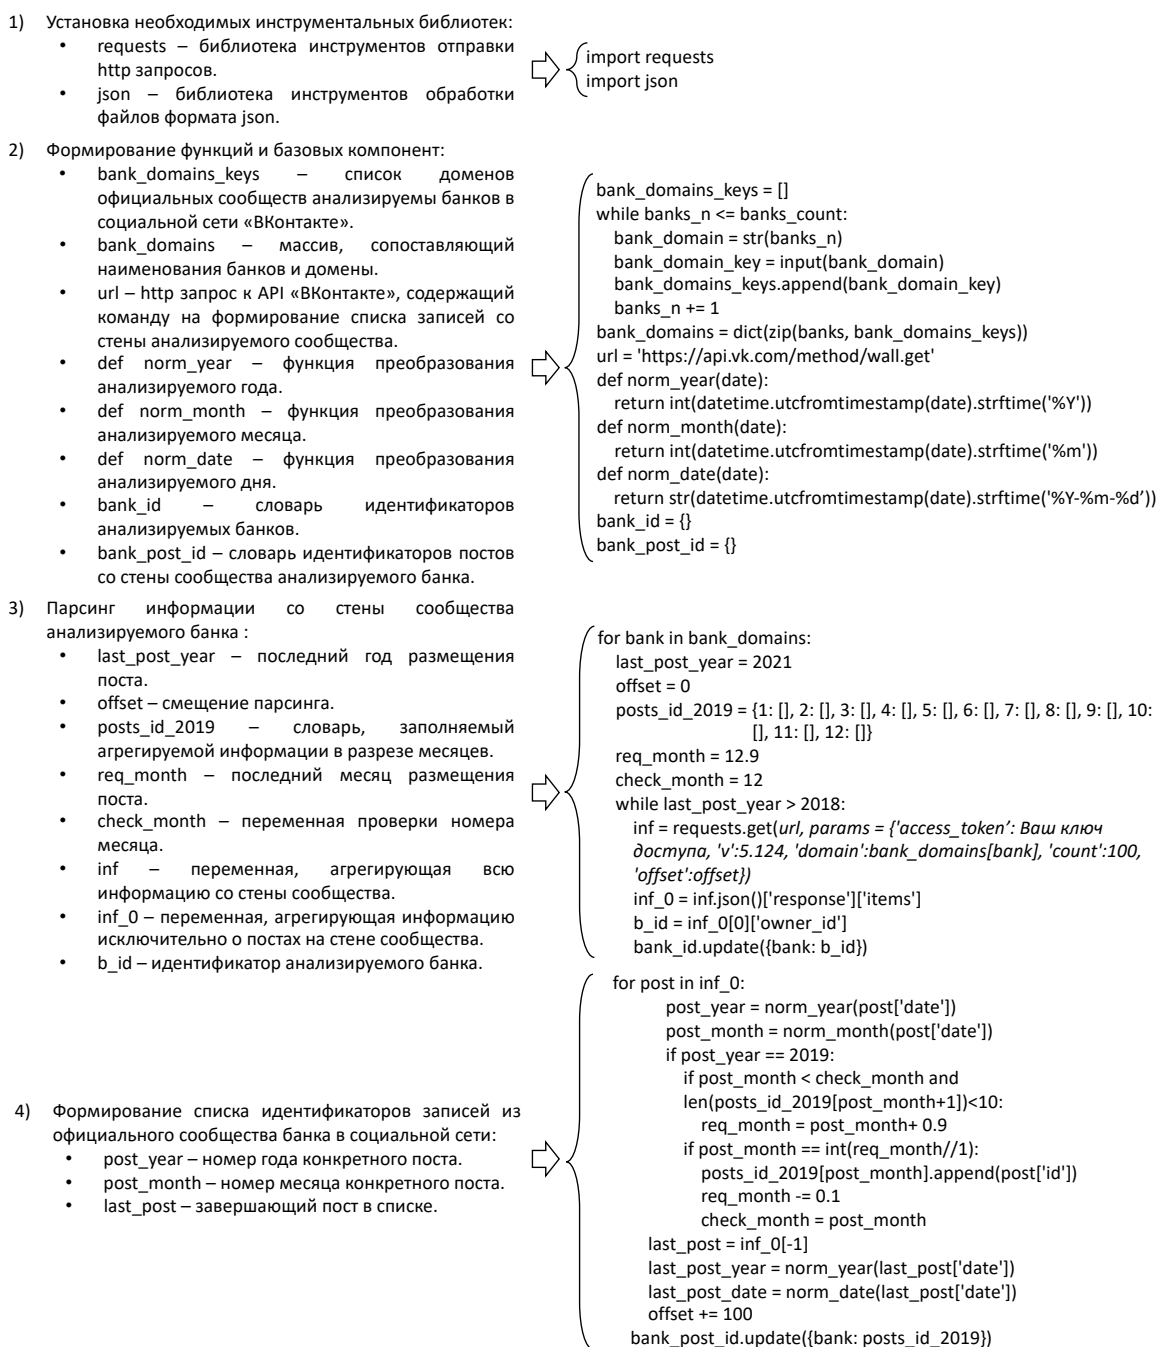 1) Установка необходимых инструментальных библиотек:
• requests – библиотека инструментов отправки
http запросов.
• json – библиотека инструментов обработки
файлов формата json.
import requests
import json
2) Формирование функций и базовых компонент:
• bank_domains_keys – список доменов
официальных сообществ анализируемы банков в
социальной сети «ВКонтакте».
• bank_domains – массив, сопоставляющий
наименования банков и домены.
• url – http запрос к API «ВКонтакте», содержащий
команду на формирование списка записей со
стены анализируемого сообщества.
• def norm_year – функция преобразования
анализируемого года.
• def norm_month – функция преобразования
анализируемого месяца.
• def norm_date – функция преобразования
анализируемого дня.
• bank_id – словарь идентификаторов
анализируемых банков.
• bank_post_id – словарь идентификаторов постов
со стены сообщества анализируемого банка.
bank_domains_keys = []
while banks_n <= banks_count:
bank_domain = str(banks_n)
bank_domain_key = input(bank_domain)
bank_domains_keys.append(bank_domain_key)
banks_n += 1
bank_domains = dict(zip(banks, bank_domains_keys))
url = 'https://api.vk.com/method/wall.get'
def norm_year(date):
return int(datetime.utcfromtimestamp(date).strftime('%Y'))
def norm_month(date):
return int(datetime.utcfromtimestamp(date).strftime('%m'))
def norm_date(date):
return str(datetime.utcfromtimestamp(date).strftime('%Y-%m-%d’))
bank_id = {}
bank_post_id = {}
3) Парсинг информации со стены сообщества
анализируемого банка :
• last_post_year – последний год размещения
поста.
• offset – смещение парсинга.
• posts_id_2019 – словарь, заполняемый
агрегируемой информации в разрезе месяцев.
• req_month – последний месяц размещения
поста.
• check_month – переменная проверки номера
месяца.
• inf – переменная, агрегирующая всю
информацию со стены сообщества.
• inf_0 – переменная, агрегирующая информацию
исключительно о постах на стене сообщества.
• b_id – идентификатор анализируемого банка.
for bank in bank_domains:
last_post_year = 2021
offset = 0
posts_id_2019 = {1: [], 2: [], 3: [], 4: [], 5: [], 6: [], 7: [], 8: [], 9: [], 10:
[], 11: [], 12: []}
req_month = 12.9
check_month = 12
while last_post_year > 2018:
inf = requests.get(url, params = {'access_token’: Ваш ключ
доступа, 'v':5.124, 'domain':bank_domains[bank], 'count':100,
'offset':offset})
inf_0 = inf.json()['response']['items']
b_id = inf_0[0]['owner_id']
bank_id.update({bank: b_id})
4) Формирование списка идентификаторов записей из
официального сообщества банка в социальной сети:
• post_year – номер года конкретного поста.
• post_month – номер месяца конкретного поста.
• last_post – завершающий пост в списке.
for post in inf_0:
post_year = norm_year(post['date'])
post_month = norm_month(post['date'])
if post_year == 2019:
if post_month < check_month and
len(posts_id_2019[post_month+1])<10:
req_month = post_month+ 0.9
if post_month == int(req_month//1):
posts_id_2019[post_month].append(post['id'])
req_month -= 0.1
check_month = post_month
last_post = inf_0[-1]
last_post_year = norm_year(last_post['date'])
last_post_date = norm_date(last_post['date'])
offset += 100
bank_post_id.update({bank: posts_id_2019})